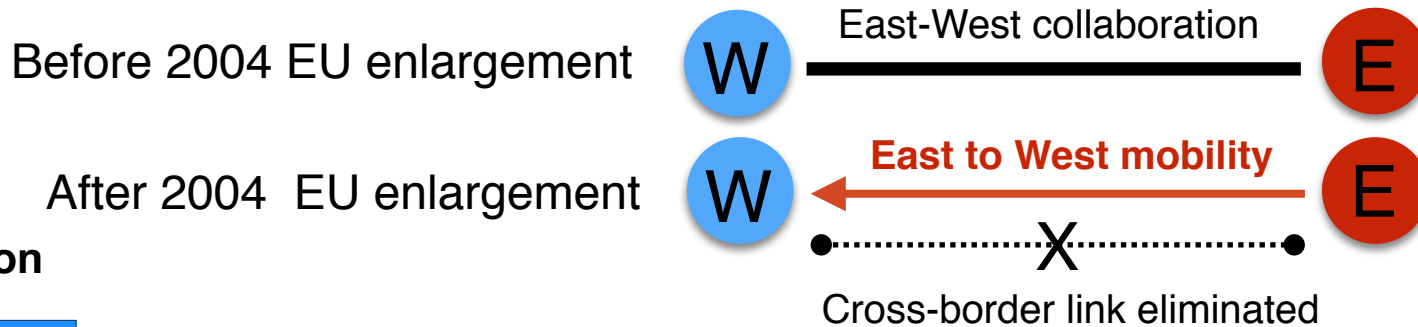 East-West collaboration
Before 2004 EU enlargement W E
East to West mobility
After 2004 EU enlargement W E
on
X
Cross-border link eliminated